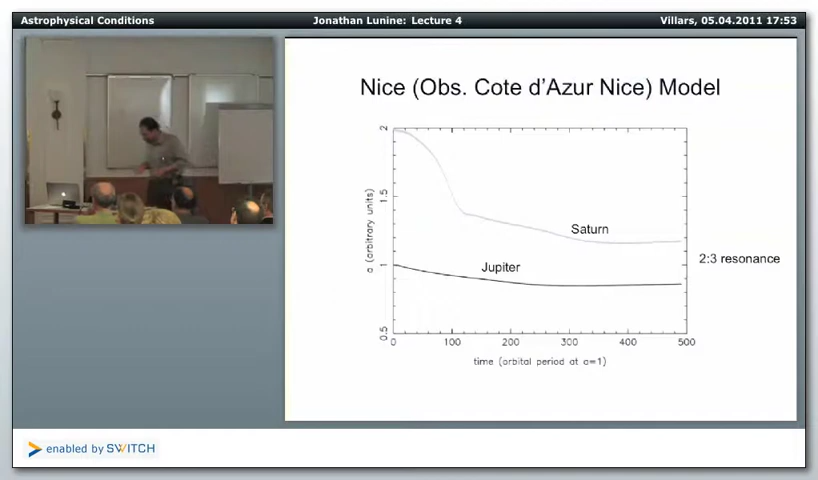 Astrophysical Conditions
Jonathan Lunine: Lecture 4
Villars, 05.04.2011 17:53
Nice (Obs. Cote d'Azur Nice) Model
2
1.5
1
0.5
a (arbitrary units)
Saturn
Jupiter
2:3 resonance
0 100 200 300 400 500
time (orbital period at a=1)
enabled by SWITCH